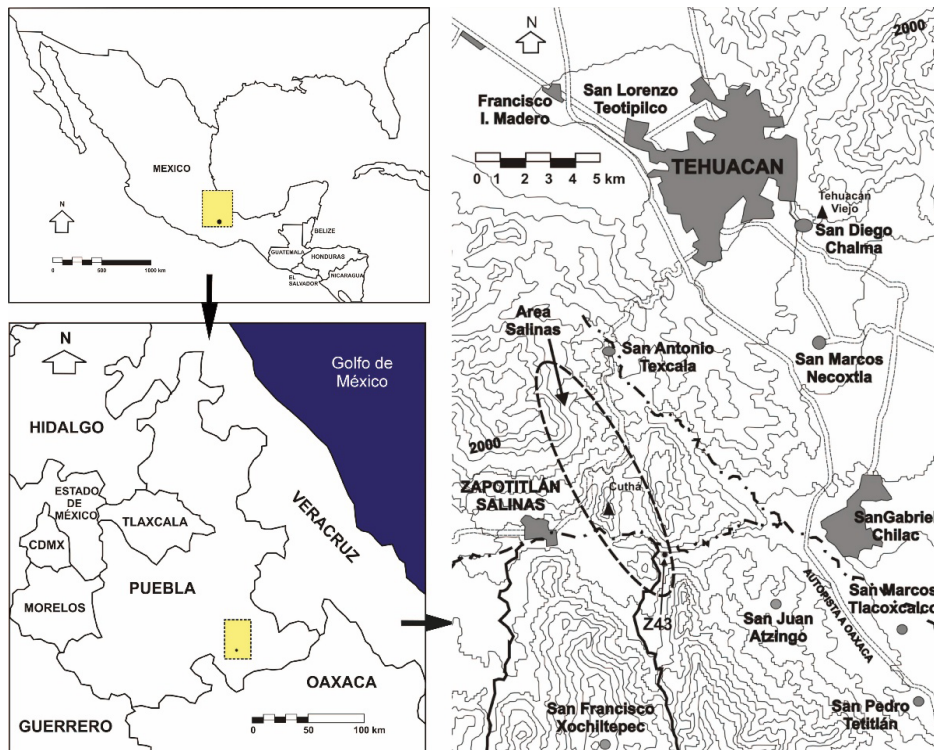 MEXICO
N
0 500 1000 km
BELIZE
GUATEMALA
HONDURAS
EL
SALVADOR
NICARAGUA
N
Golfo de
México
HIDALGO
ESTADO
DE
MÉXICO
TLAXCALA
CDMX
VERACRUZ
MORELOS
PUEBLA
OAXACA
GUERRERO
0 50 100 km
N
2000
Francisco
I. Madero
San Lorenzo
Teotipilco
0 1 2 3 4 5 km
TEHUACAN
Tehuacan
Viejo
San Diego
Chalma
Area
Salinas
San Antonio
Texcala
San Marcos
Necoxtla
2000
ZAPOTITLÁN
SALINAS
Cuthá
SanGabriel
Chilac
AUTOPISTA A OAXACA
San Marcos
Tlacoxcalco
San Juan
Atzingo
Z43
San Pedro
Tetitlán
San Francisco
Xochiltepec